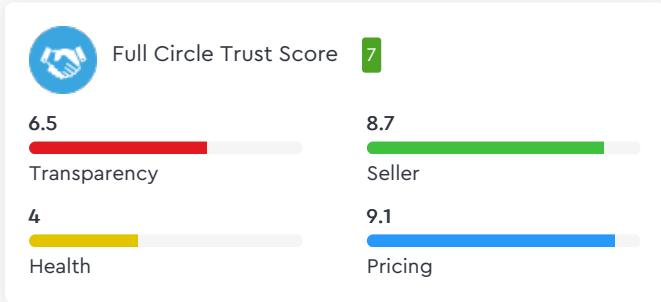 Full Circle Trust Score 7
6.5
Transparency
8.7
Seller
4
Health
9.1
Pricing